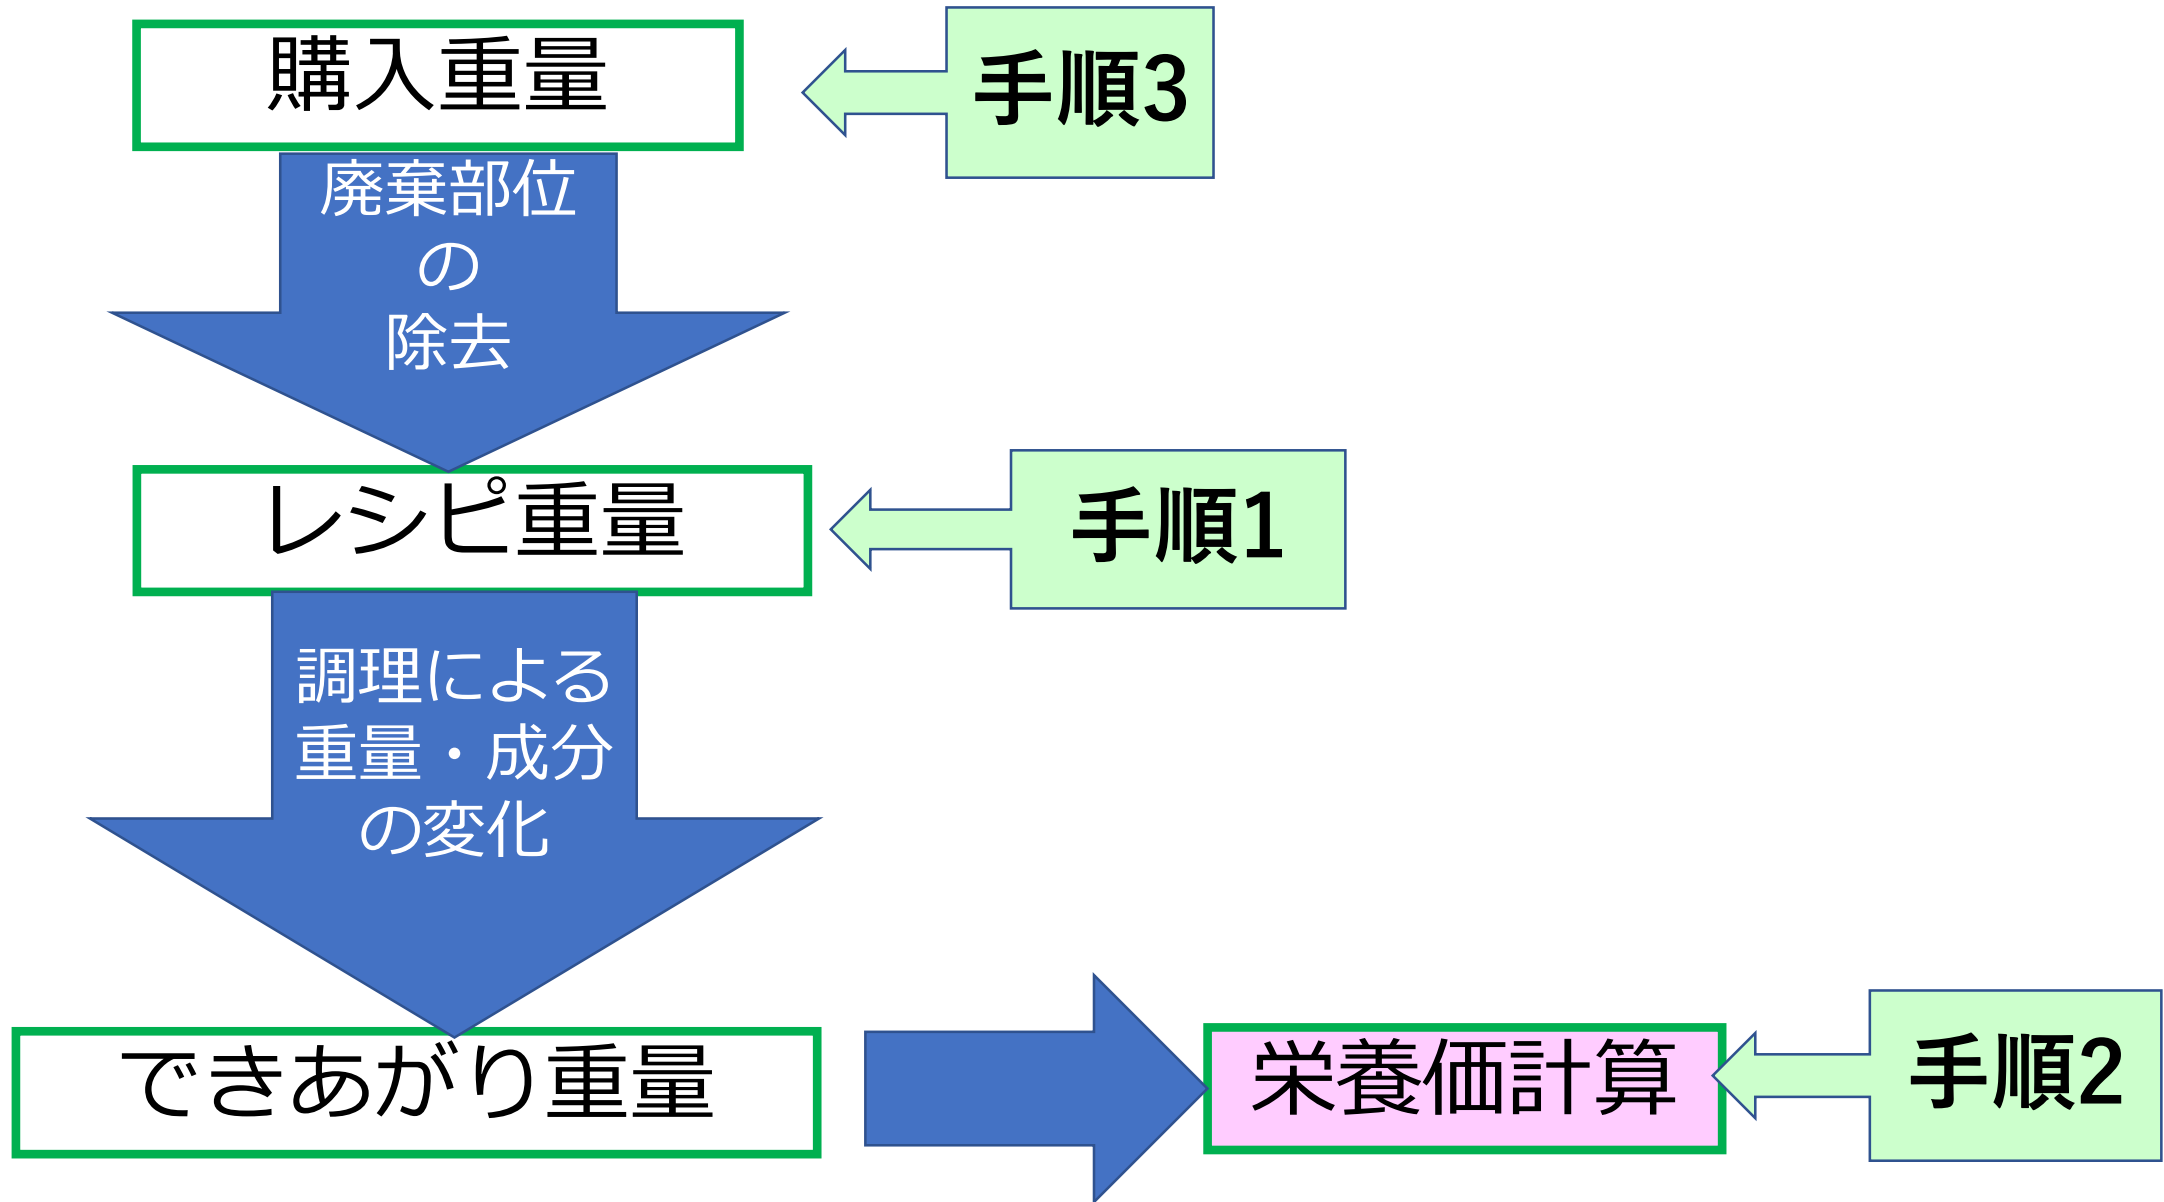 購入重量
手順3
廃棄部位
の
除去
レシピ重量
手順1
調理による
重量・成分
の変化
できあがり重量
栄養価計算
手順2